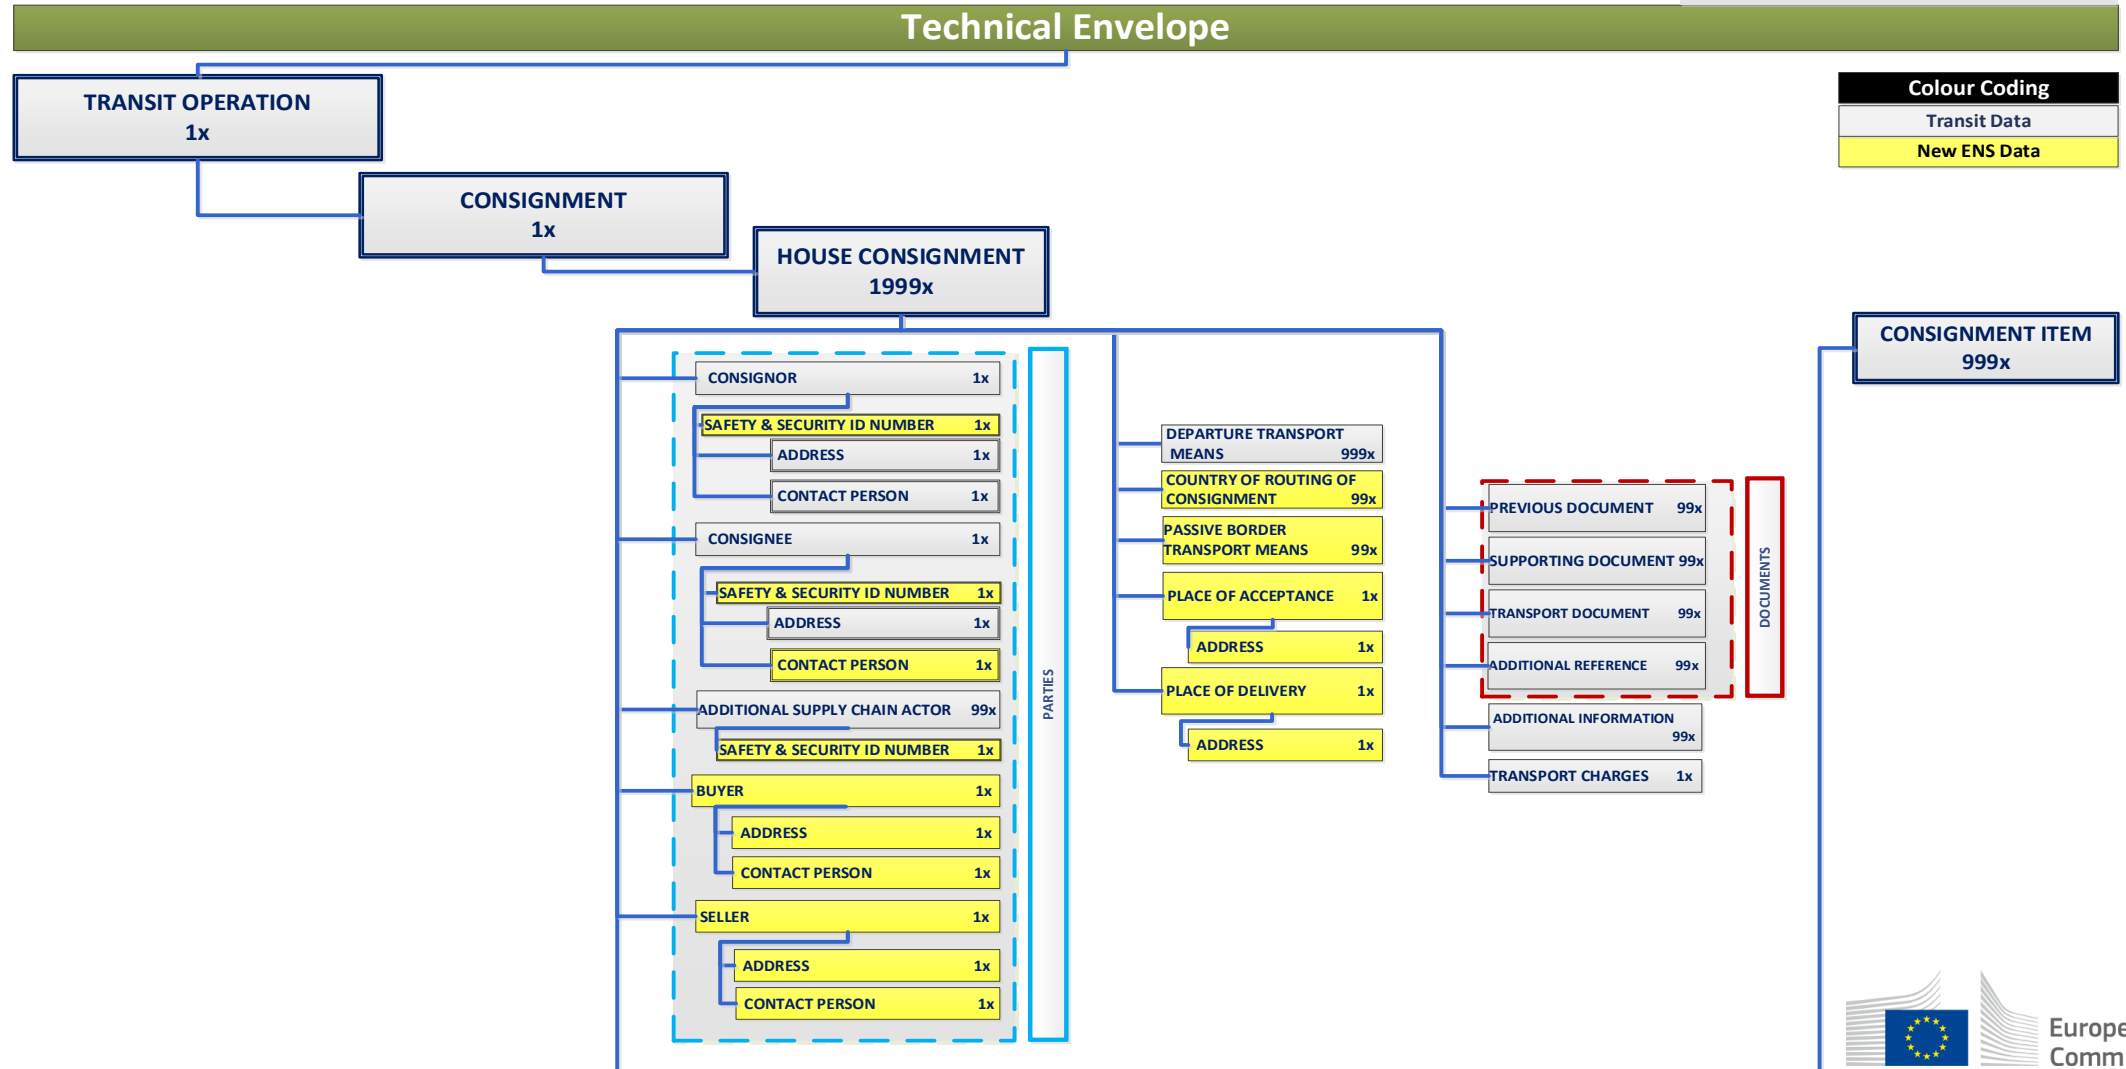 Technical Envelope
TRANSIT OPERATION
1x
Colour Coding
Transit Data
New ENS Data
CONSIGNMENT
1x
HOUSE CONSIGNMENT
1999x
CONSIGNMENT ITEM
999x
CONSIGNOR 1x
SAFETY & SECURITY ID NUMBER 1x
ADDRESS 1x
CONTACT PERSON 1x
CONSIGNEE 1x
SAFETY & SECURITY ID NUMBER 1x
ADDRESS 1x
CONTACT PERSON 1x
ADDITIONAL SUPPLY CHAIN ACTOR 99x
SAFETY & SECURITY ID NUMBER 1x
BUYER 1x
ADDRESS 1x
CONTACT PERSON 1x
SELLER 1x
ADDRESS 1x
CONTACT PERSON 1x
PARTIES
DEPARTURE TRANSPORT
MEANS 999x
COUNTRY OF ROUTING OF
CONSIGNMENT 99x
PASSIVE BORDER
TRANSPORT MEANS 99x
PLACE OF ACCEPTANCE 1x
ADDRESS 1x
PLACE OF DELIVERY 1x
ADDRESS 1x
PREVIOUS DOCUMENT 99x
SUPPORTING DOCUMENT 99x
TRANSPORT DOCUMENT 99x
ADDITIONAL REFERENCE 99x
DOCUMENTS
ADDITIONAL INFORMATION
99x
TRANSPORT CHARGES 1x
Europe
Comm